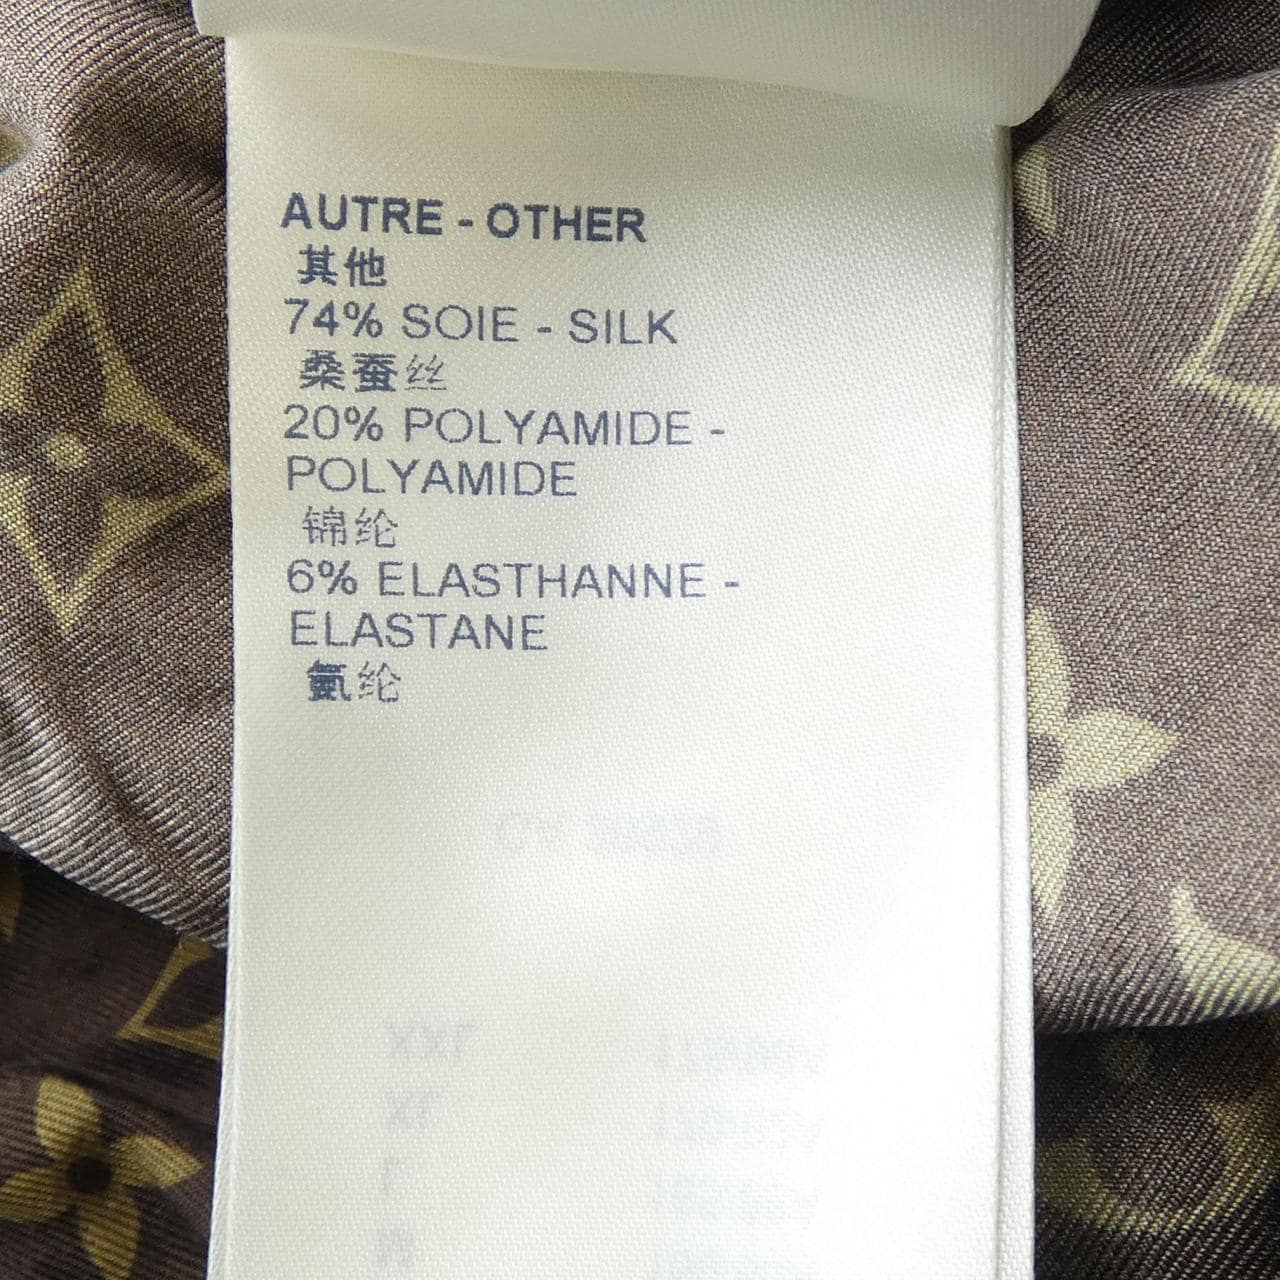 AUTRE - OTHER
其他
74% SOIE - SILK
桑蚕丝
20% POLYAMIDE -
POLYAMIDE
锦纶
6% ELASTHANNE -
ELASTANE
氨纶